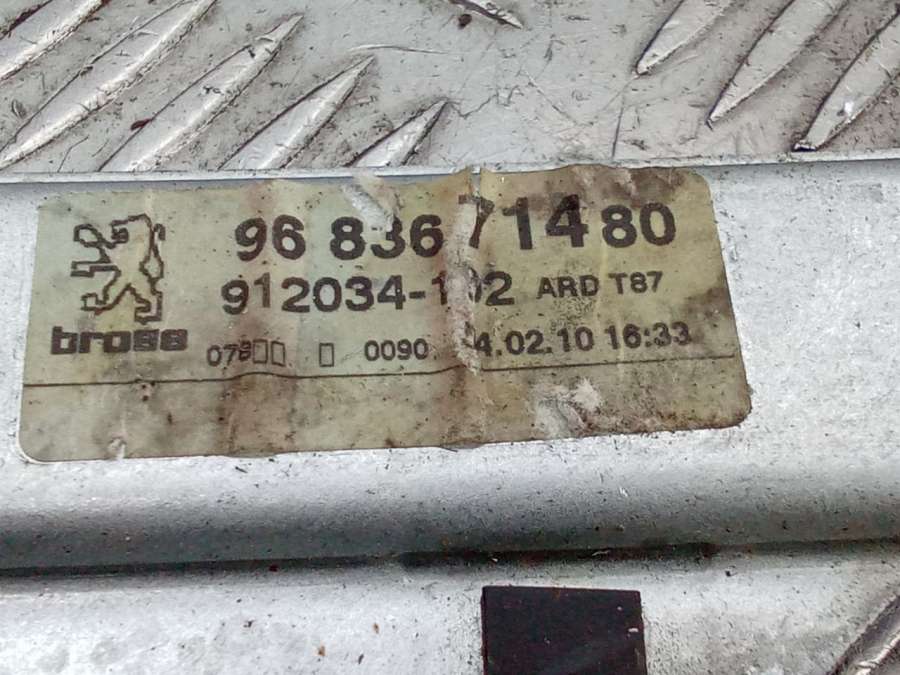 96 836 714 80
912034-102 ARD T87
brose
0090 4.02.10 16:33